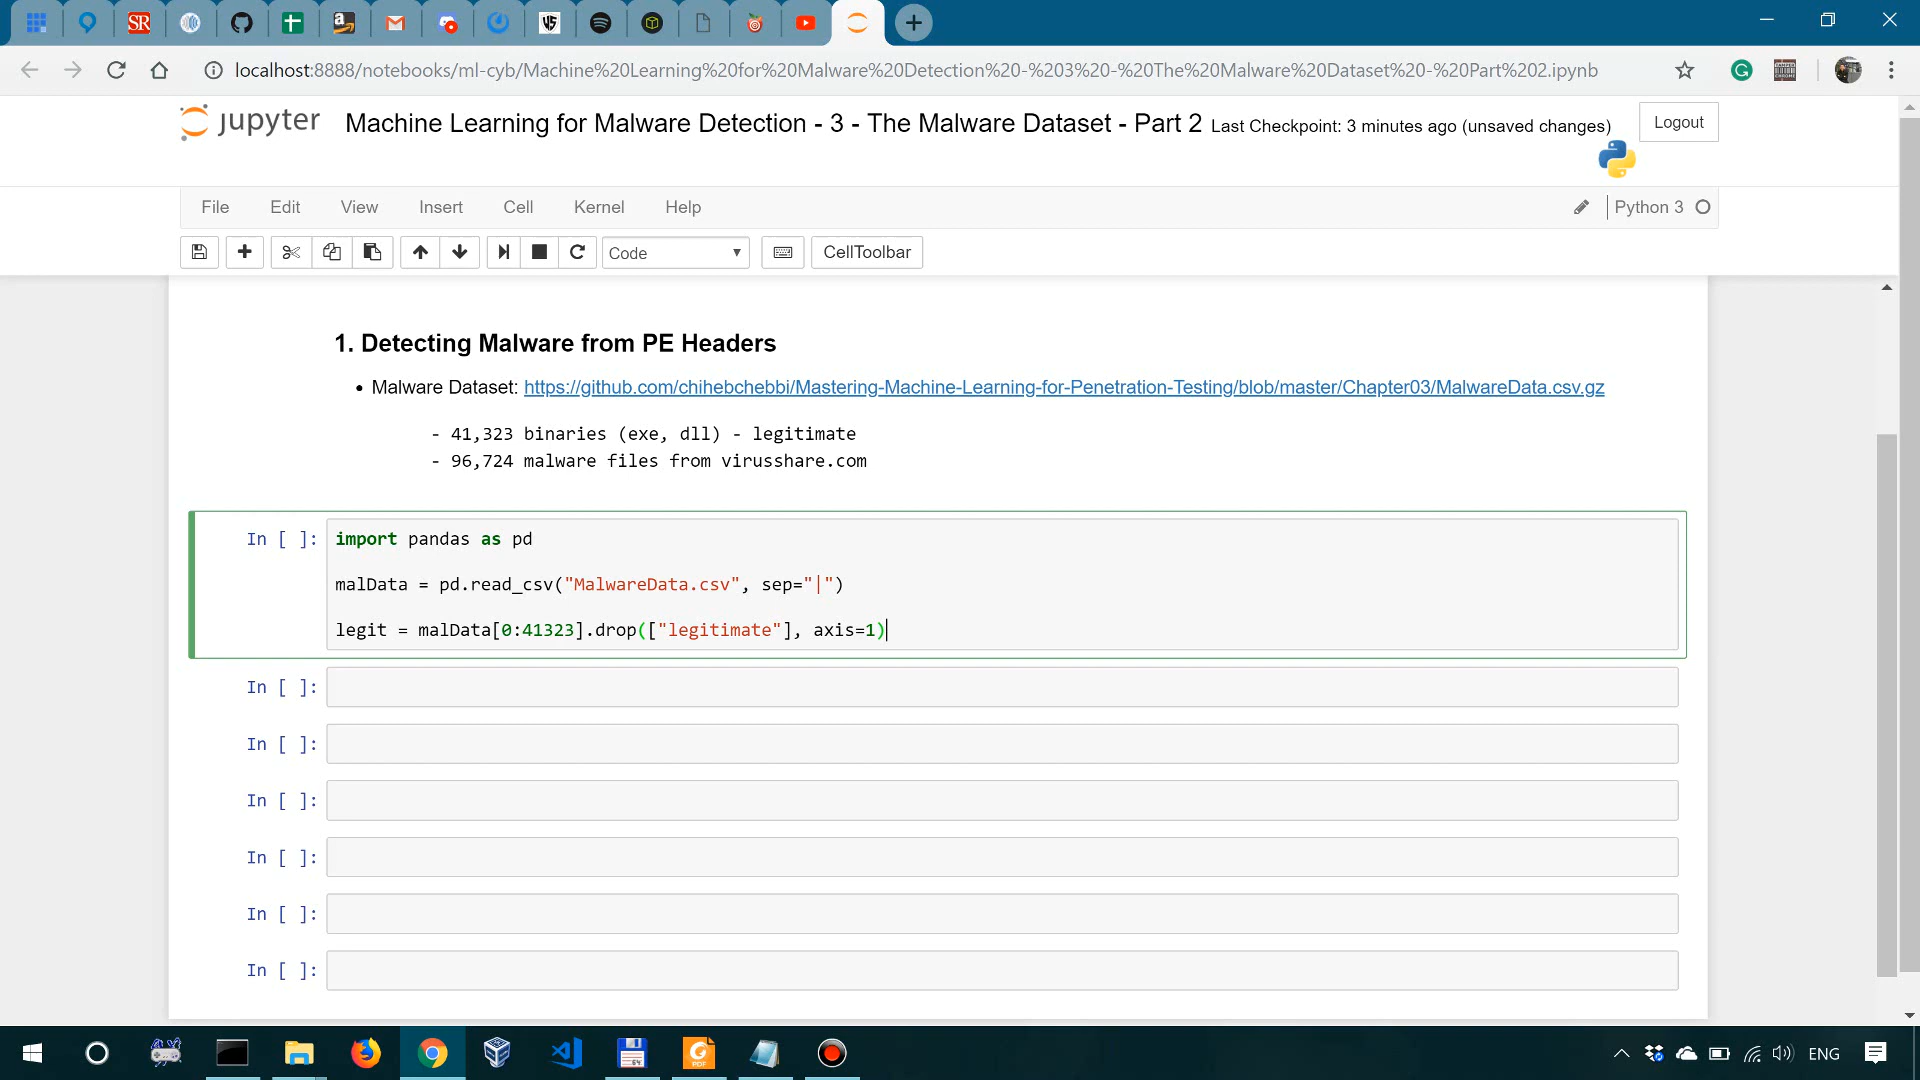 SR
localhost:8888/notebooks/ml-cyb/Machine%20Learning%20for%20Malware%20Detection%20-%203%20-%20The%20Malware%20Dataset%20-%20Part%202.ipynb
jupyter Machine Learning for Malware Detection - 3 - The Malware Dataset - Part 2 Last Checkpoint: 3 minutes ago (unsaved changes) Logout
File Edit View Insert Cell Kernel Help Python 3
Code CellToolbar
1. Detecting Malware from PE Headers
• Malware Dataset: https://github.com/chihebchebbi/Mastering-Machine-Learning-for-Penetration-Testing/blob/master/Chapter03/MalwareData.csv.gz
- 41,323 binaries (exe, dll) - legitimate
- 96,724 malware files from virusshare.com
In [ ]: import pandas as pd
malData = pd.read_csv("MalwareData.csv", sep="|")
legit = malData[0:41323].drop(["legitimate"], axis=1)
In [ ]:
In [ ]:
In [ ]:
In [ ]:
In [ ]:
In [ ]:
ENG